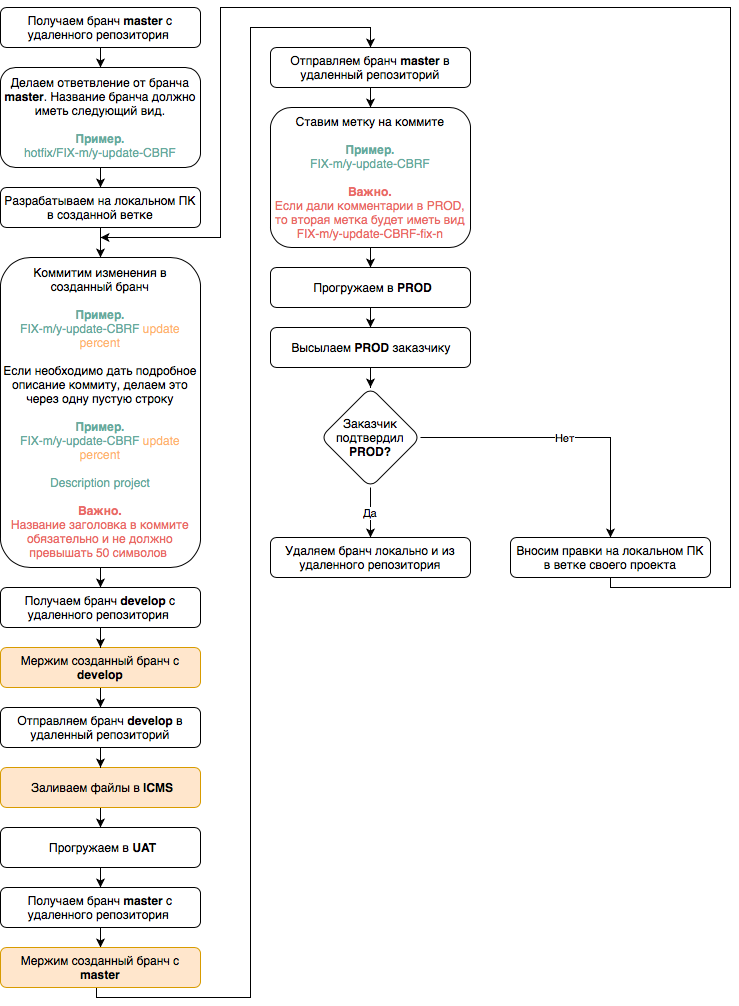 Получаем бранч master с
удаленного репозитория
Делаем ответвление от бранча
master. Название бранча должно
иметь следующий вид.
Пример.
hotfix/FIX-m/y-update-CBRF
Разрабатываем на локальном ПК
в созданной ветке
Коммитим изменения в
созданный бранч
Пример.
FIX-m/y-update-CBRF update
percent
Если необходимо дать подробное
описание коммиту, делаем это
через одну пустую строку
Пример.
FIX-m/y-update-CBRF update
percent
Description project
Важно.
Название заголовка в коммите
обязательно и не должно
превышать 50 символов
Получаем бранч develop с
удаленного репозитория
Мержим созданный бранч с
develop
Отправляем бранч develop в
удаленный репозиторий
Заливаем файлы в ICMS
Прогружаем в UAT
Получаем бранч master с
удаленного репозитория
Мержим созданный бранч с
master
Отправляем бранч master в
удаленный репозиторий
Ставим метку на коммите
Пример.
FIX-m/y-update-CBRF
Важно.
Если дали комментарии в PROD,
то вторая метка будет иметь вид
FIX-m/y-update-CBRF-fix-n
Прогружаем в PROD
Высылаем PROD заказчику
Заказчик
подтвердил
PROD?
Нет
Да
Удаляем бранч локально и из
удаленного репозитория
Вносим правки на локальном ПК
в ветке своего проекта